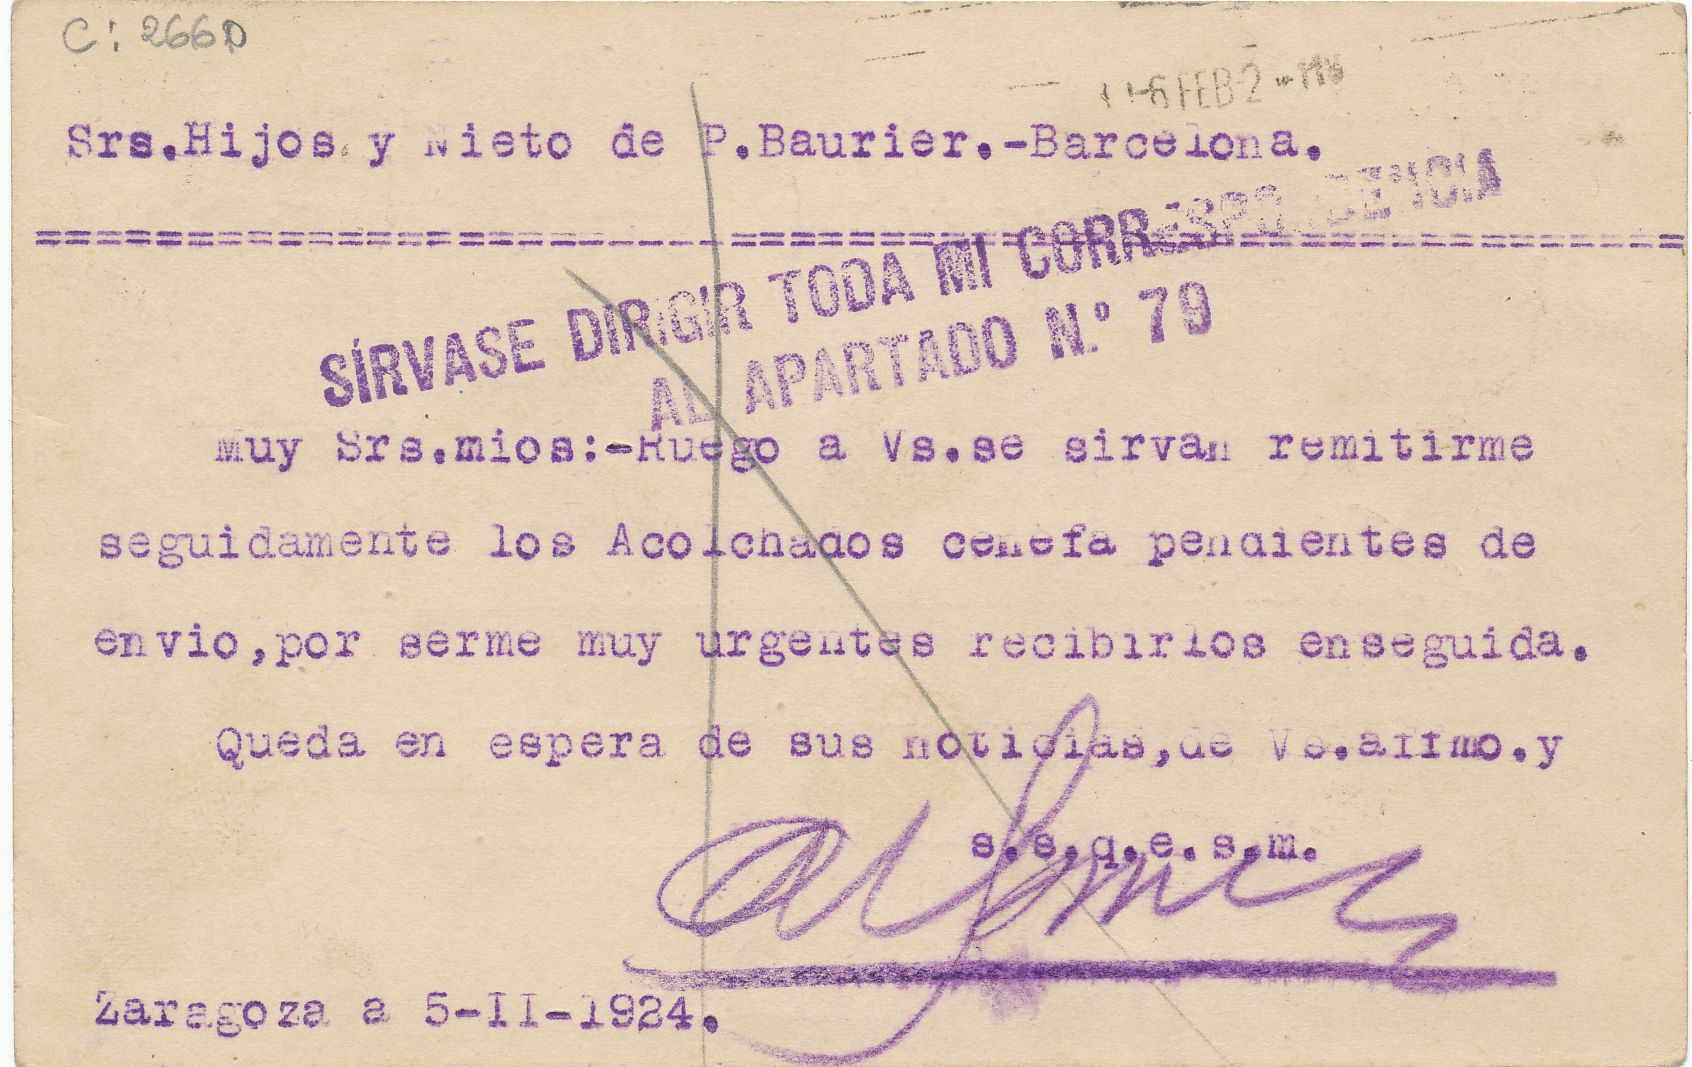 C: 266D
6 FEB 2
Srs.Hijos y Nieto de P.Baurier.-Barcelona.
SÍRVASE DIRIGIR TODA MI CORRESPONDENCIA
AL APARTADO N.º 79
Muy Srs.mios:-Ruego a Vs.se sirvan remitirme
seguidamente los Acolchados cenefa pendientes de
envio,por serme muy urgentes recibirlos enseguida.
Queda en espera de sus noticias,de Vs.affmo.y
s.s.q.e.s.m.
Zaragoza a 5-II-1924.